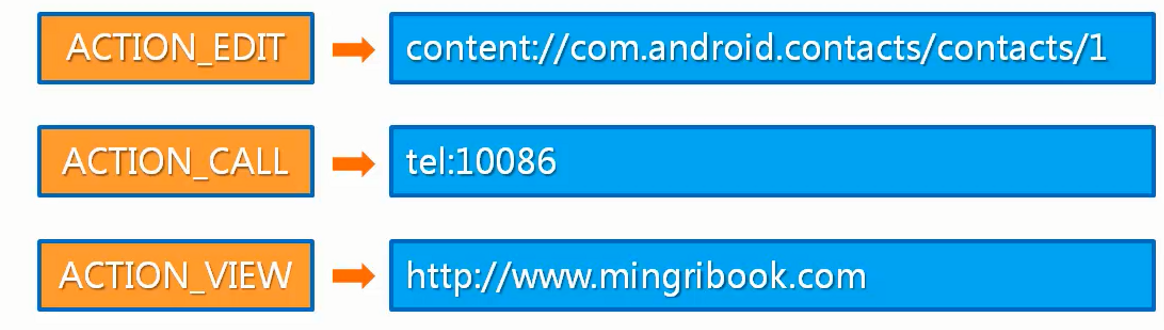 ACTION_EDIT content://com.android.contacts/contacts/1
ACTION_CALL tel:10086
ACTION_VIEW http://www.mingribook.com